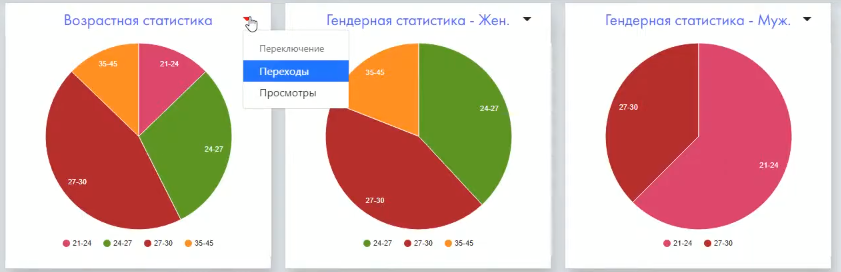 Возрастная статистика
Переключение
Переходы
Просмотры
35-45
21-24
24-27
27-30
21-24 24-27 27-30 35-45
Гендерная статистика - Жен.
35-45
24-27
27-30
24-27 27-30 35-45
Гендерная статистика - Муж.
27-30
21-24
21-24 27-30